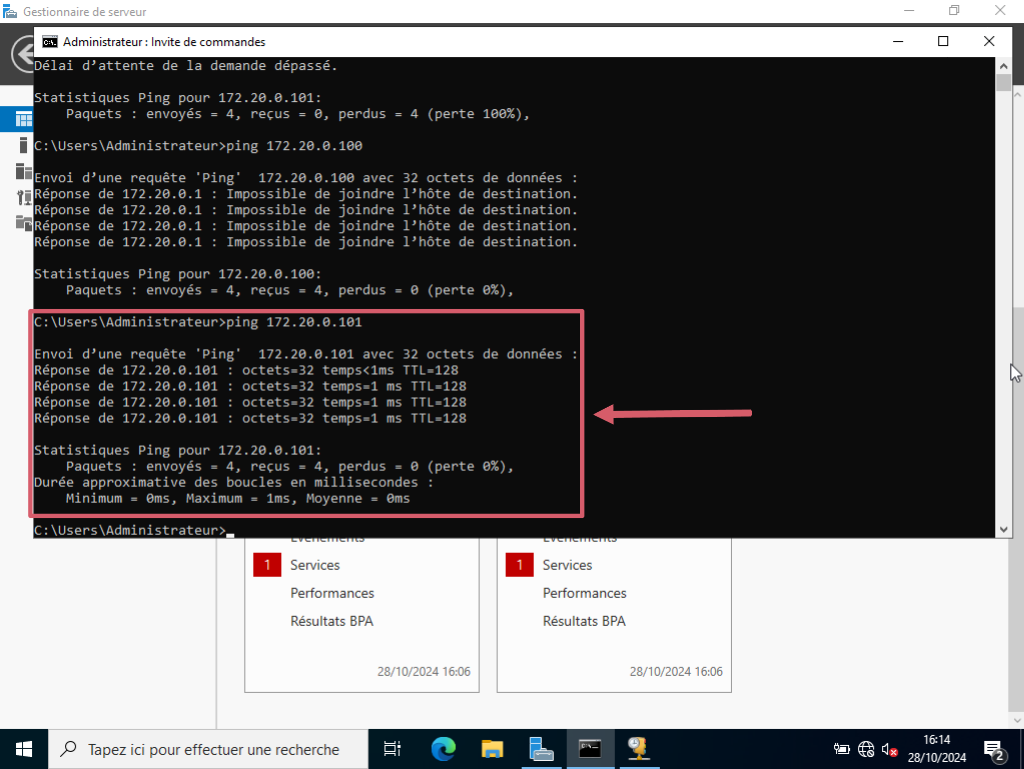 Gestionnaire de serveur
Administrateur : Invite de commandes
Délai d’attente de la demande dépassé.
Statistiques Ping pour 172.20.0.101:
Paquets : envoyés = 4, reçus = 0, perdus = 4 (perte 100%),
C:\Users\Administrateur>ping 172.20.0.100
Envoi d’une requête 'Ping'  172.20.0.100 avec 32 octets de données :
Réponse de 172.20.0.1 : Impossible de joindre l’hôte de destination.
Réponse de 172.20.0.1 : Impossible de joindre l’hôte de destination.
Réponse de 172.20.0.1 : Impossible de joindre l’hôte de destination.
Réponse de 172.20.0.1 : Impossible de joindre l’hôte de destination.
Statistiques Ping pour 172.20.0.100:
Paquets : envoyés = 4, reçus = 4, perdus = 0 (perte 0%),
C:\Users\Administrateur>ping 172.20.0.101
Envoi d’une requête 'Ping'  172.20.0.101 avec 32 octets de données :
Réponse de 172.20.0.101 : octets=32 temps<1ms TTL=128
Réponse de 172.20.0.101 : octets=32 temps=1 ms TTL=128
Réponse de 172.20.0.101 : octets=32 temps=1 ms TTL=128
Réponse de 172.20.0.101 : octets=32 temps=1 ms TTL=128
Statistiques Ping pour 172.20.0.101:
Paquets : envoyés = 4, reçus = 4, perdus = 0 (perte 0%),
Durée approximative des boucles en millisecondes :
Minimum = 0ms, Maximum = 1ms, Moyenne = 0ms
C:\Users\Administrateur>
Événements
1 Services
Performances
Résultats BPA
28/10/2024 16:06
Événements
1 Services
Performances
Résultats BPA
28/10/2024 16:06
Tapez ici pour effectuer une recherche
16:14
28/10/2024
2